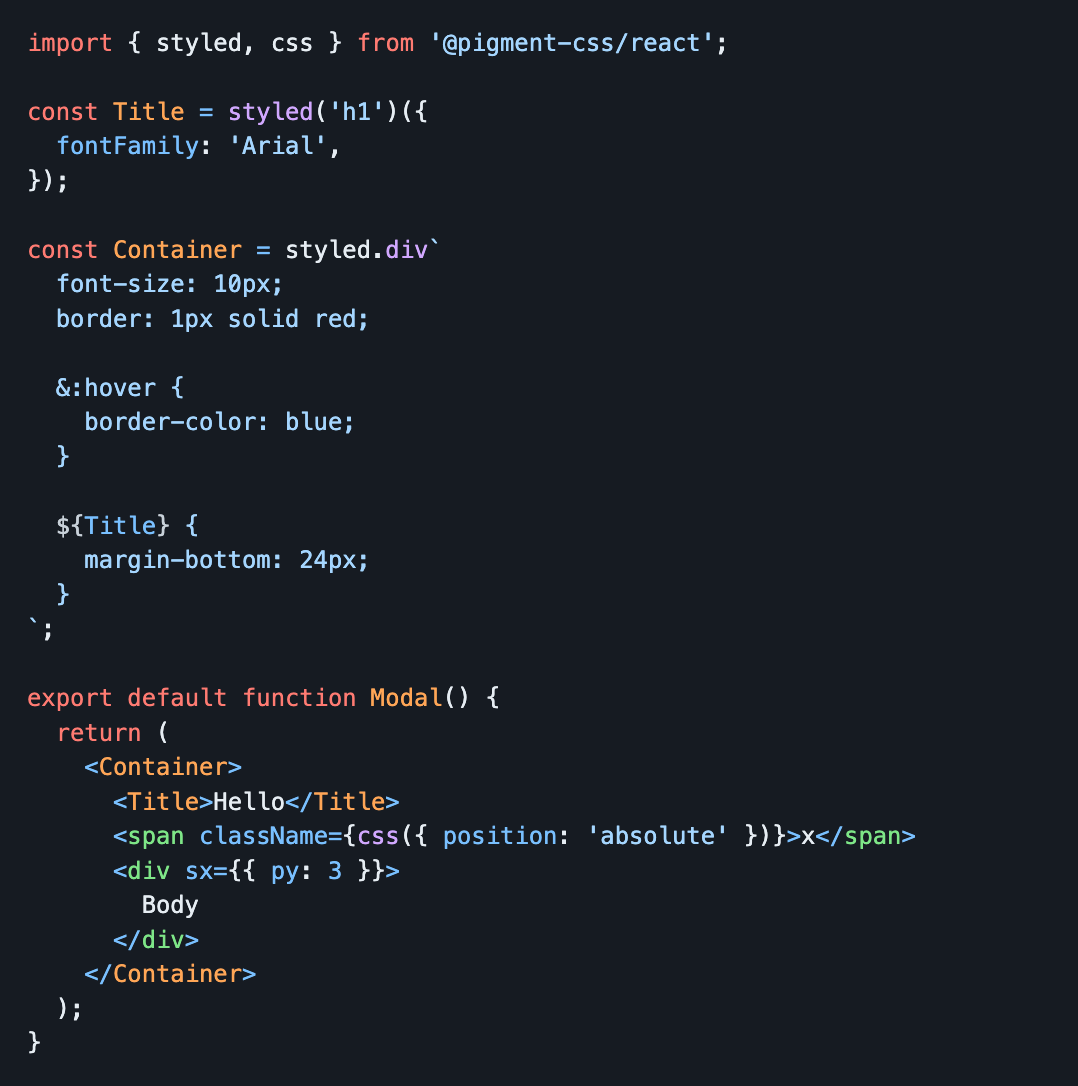 import { styled, css } from '@pigment-css/react';

const Title = styled('h1')({
  fontFamily: 'Arial',
});

const Container = styled.div`
  font-size: 10px;
  border: 1px solid red;

  &:hover {
    border-color: blue;
  }

  ${Title} {
    margin-bottom: 24px;
  }
`;

export default function Modal() {
  return (
    <Container>
      <Title>Hello</Title>
      <span className={css({ position: 'absolute' })}>x</span>
      <div sx={{ py: 3 }}>
        Body
      </div>
    </Container>
  );
}